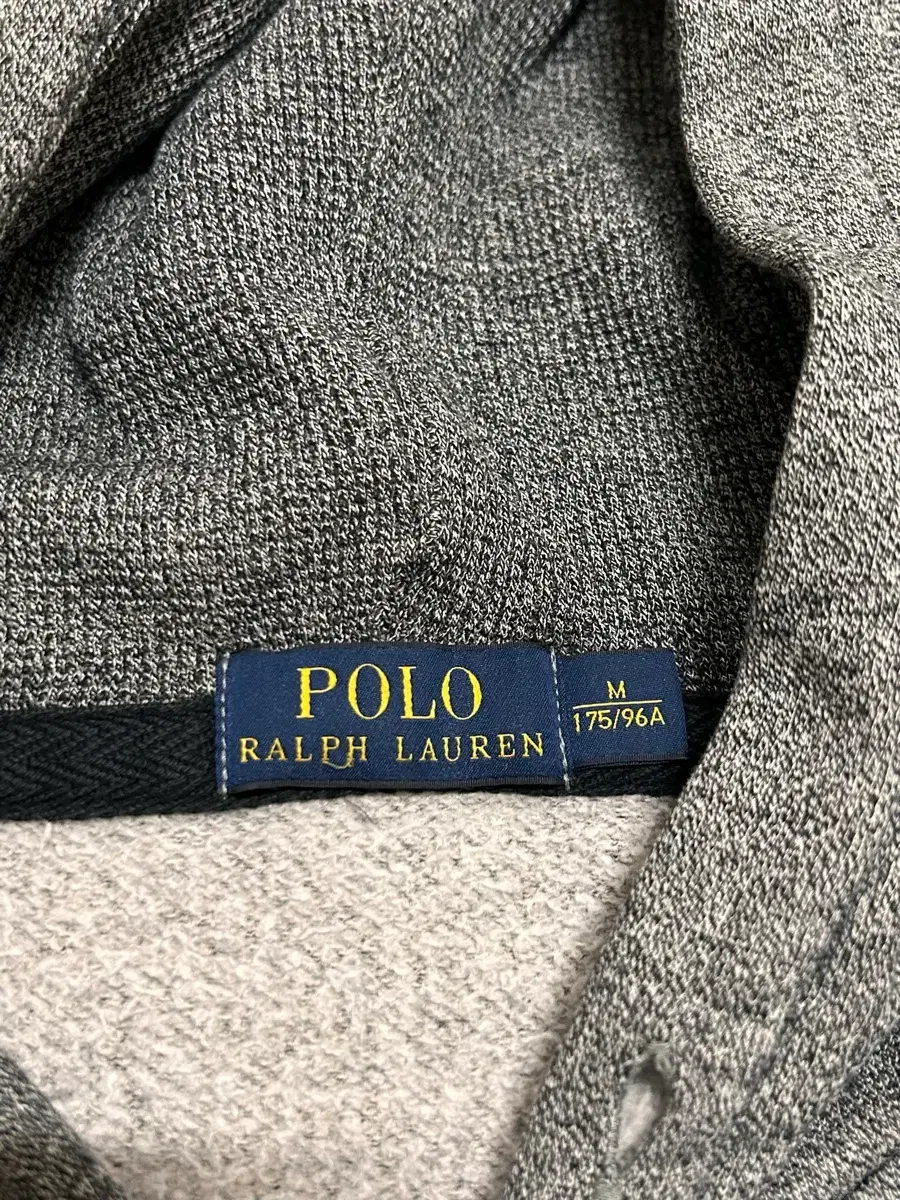 POLO
RALPH LAUREN
M
175/96A